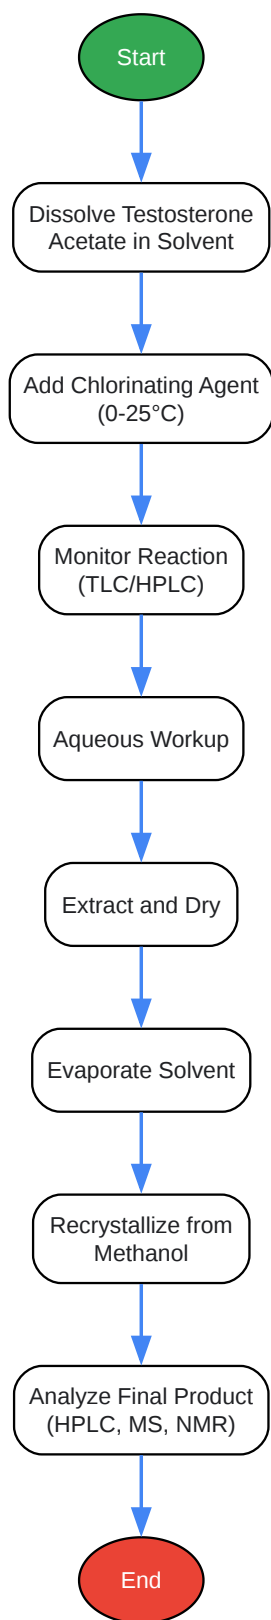 Start
Dissolve Testosterone
Acetate in Solvent
Add Chlorinating Agent
(0-25°C)
Monitor Reaction
(TLC/HPLC)
Aqueous Workup
Extract and Dry
Evaporate Solvent
Recrystallize from
Methanol
Analyze Final Product
(HPLC, MS, NMR)
End